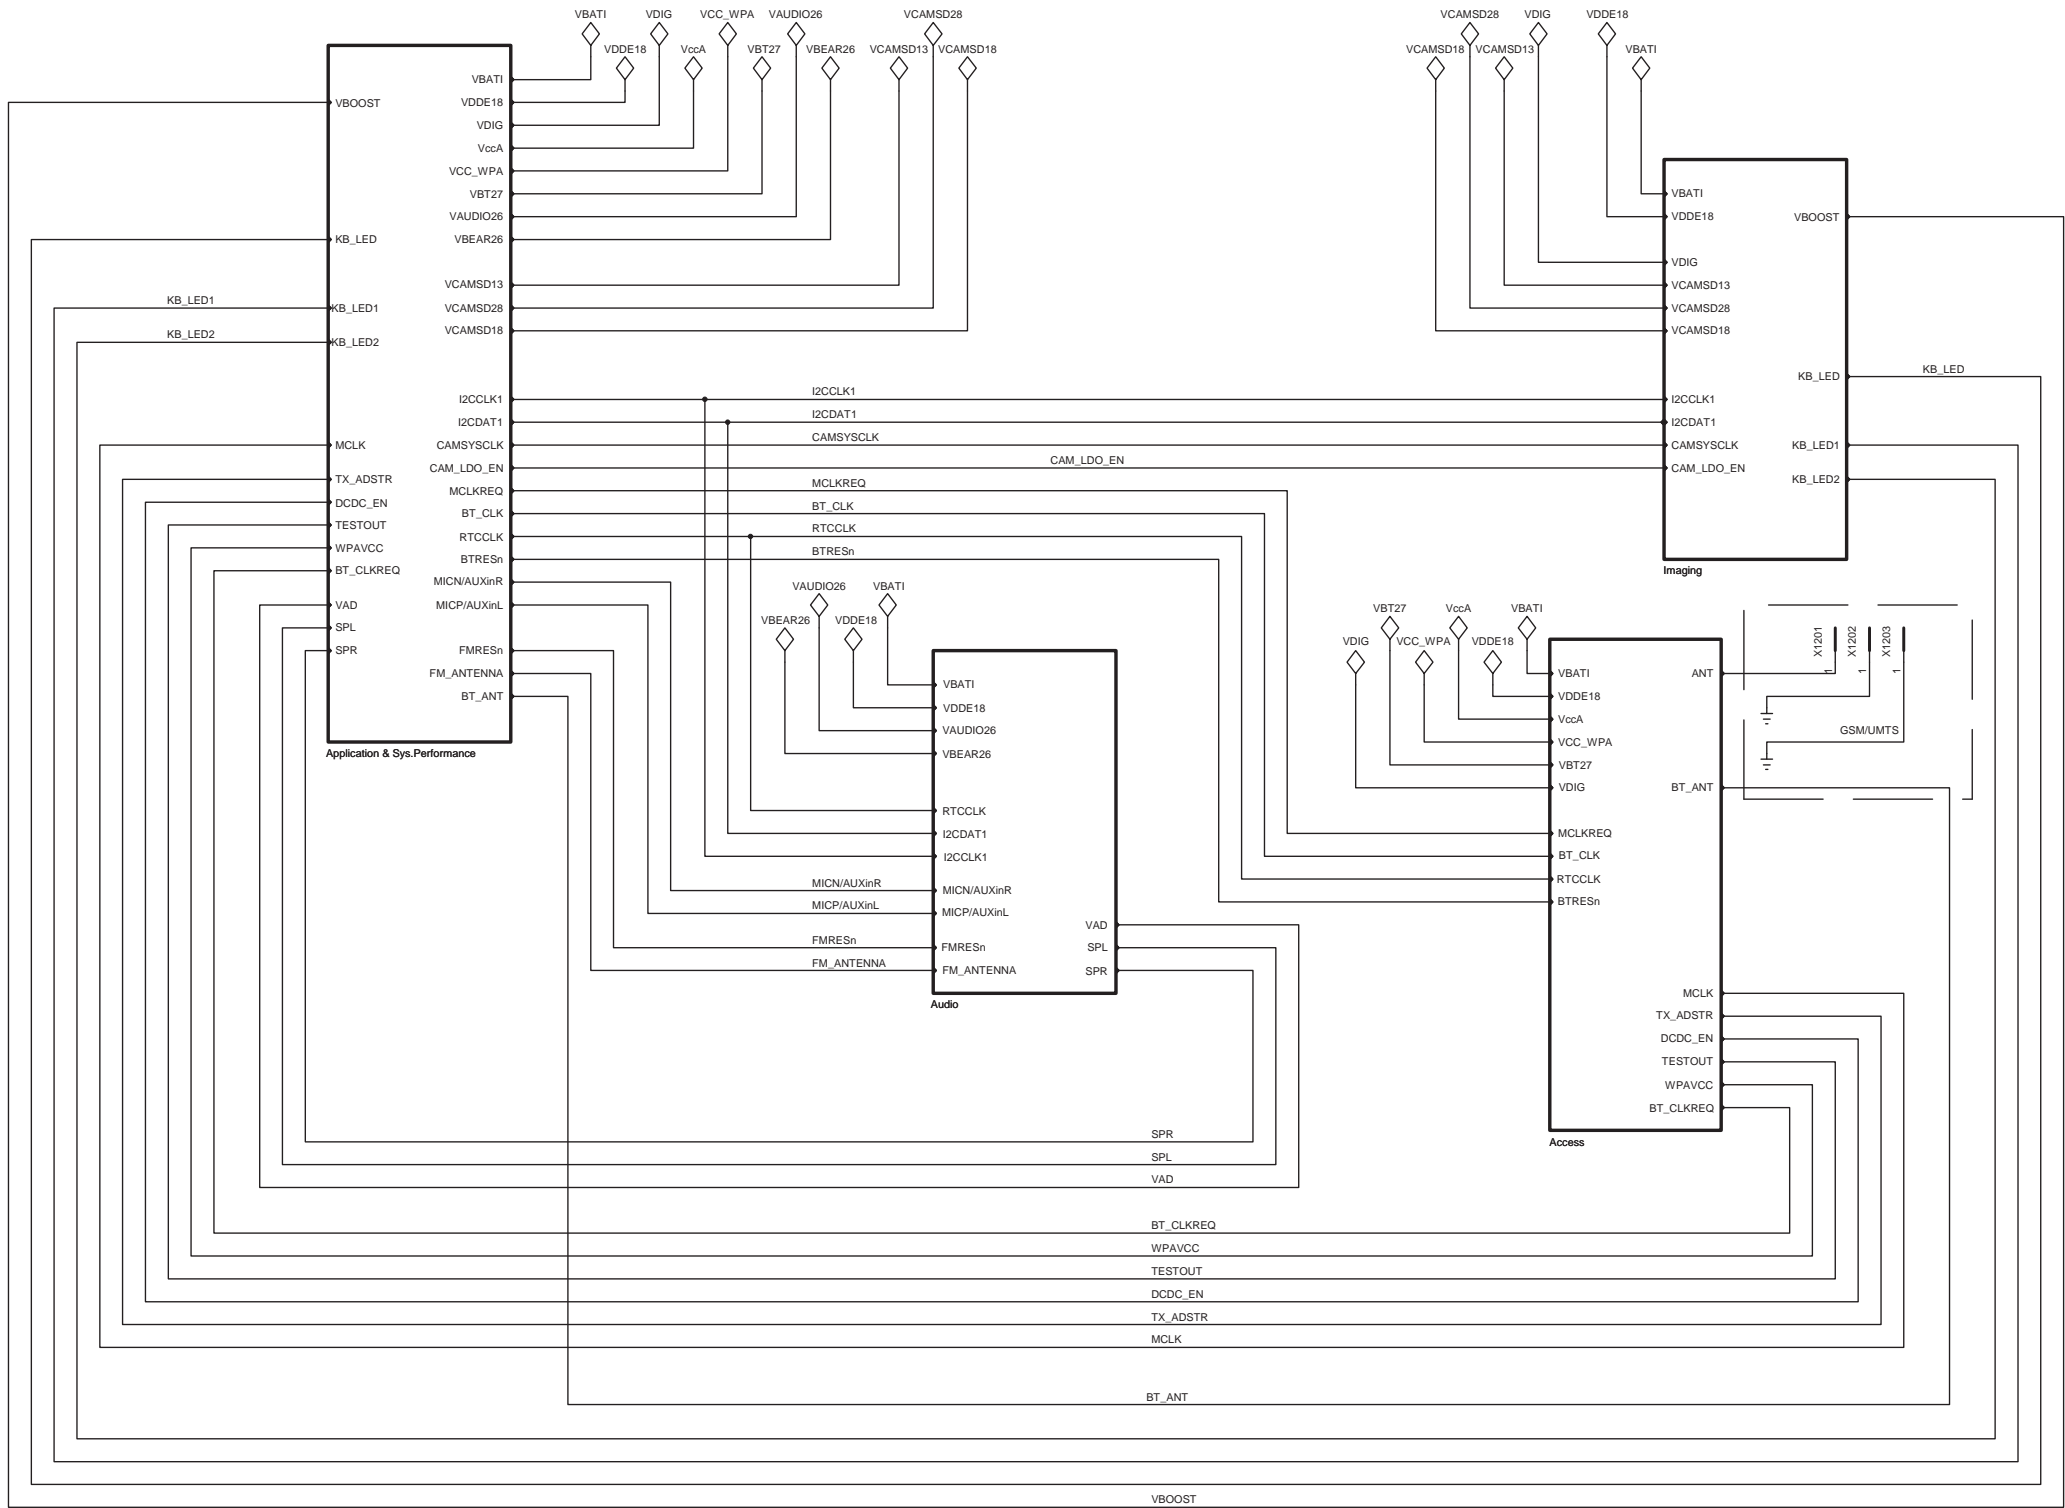 VBATI
VDIG
VCC_WPA
VAUDIO26
VCAMSD28
VDDE18
VccA
VBT27
VBEAR26
VCAMSD13
VCAMSD18
VCAMSD28
VDIG
VDDE18
VCAMSD18
VCAMSD13
VBATI
VBOOST
KB_LED
KB_LED1
KB_LED1
KB_LED2
KB_LED2
MCLK
TX_ADSTR
DCDC_EN
TESTOUT
WPAVCC
BT_CLKREQ
VAD
SPL
SPR
VBATI
VDDE18
VDIG
VccA
VCC_WPA
VBT27
VAUDIO26
VBEAR26
VCAMSD13
VCAMSD28
VCAMSD18
I2CCLK1
I2CDAT1
CAMSYSCLK
CAM_LDO_EN
MCLKREQ
BT_CLK
RTCCLK
BTRESn
MICN/AUXinR
MICP/AUXinL
FMRESn
FM_ANTENNA
BT_ANT
Application & Sys.Performance
I2CCLK1
I2CDAT1
CAMSYSCLK
CAM_LDO_EN
MCLKREQ
BT_CLK
RTCCLK
BTRESn
VBATI
VDDE18
VDIG
VCAMSD13
VCAMSD28
VCAMSD18
I2CCLK1
I2CDAT1
CAMSYSCLK
CAM_LDO_EN
VBOOST
KB_LED
KB_LED
KB_LED1
KB_LED2
Imaging
VAUDIO26
VBATI
VBEAR26
VDDE18
VBATI
VDDE18
VAUDIO26
VBEAR26
RTCCLK
I2CDAT1
I2CCLK1
MICN/AUXinR
MICN/AUXinR
MICP/AUXinL
MICP/AUXinL
FMRESn
FMRESn
FM_ANTENNA
FM_ANTENNA
VAD
SPL
SPR
Audio
VBT27
VccA
VBATI
VDIG
VCC_WPA
VDDE18
VBATI
VDDE18
VccA
VCC_WPA
VBT27
VDIG
MCLKREQ
BT_CLK
RTCCLK
BTRESn
ANT
BT_ANT
MCLK
TX_ADSTR
DCDC_EN
TESTOUT
WPAVCC
BT_CLKREQ
Access
X1201
X1202
X1203
1
1
1
GSM/UMTS
SPR
SPL
VAD
BT_CLKREQ
WPAVCC
TESTOUT
DCDC_EN
TX_ADSTR
MCLK
BT_ANT
VBOOST